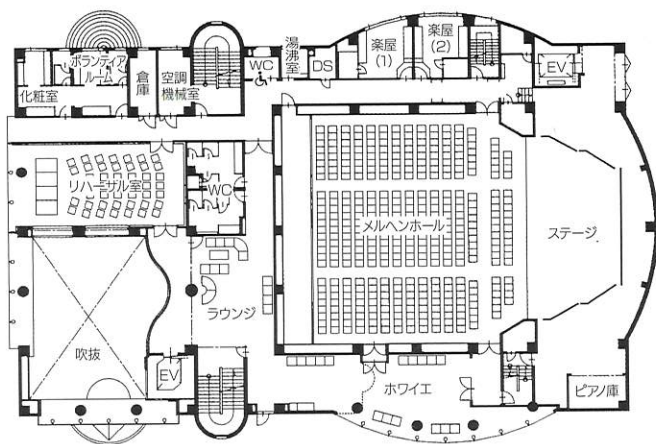 ボランティア
ルーム
化粧室
倉庫
空調
機械室
WC
湯沸室
DS
楽屋
(1)
楽屋
(2)
EV
リハーサル室
WC
メルヘンホール
ステージ
ラウンジ
吹抜
EV
ホワイエ
ピアノ庫